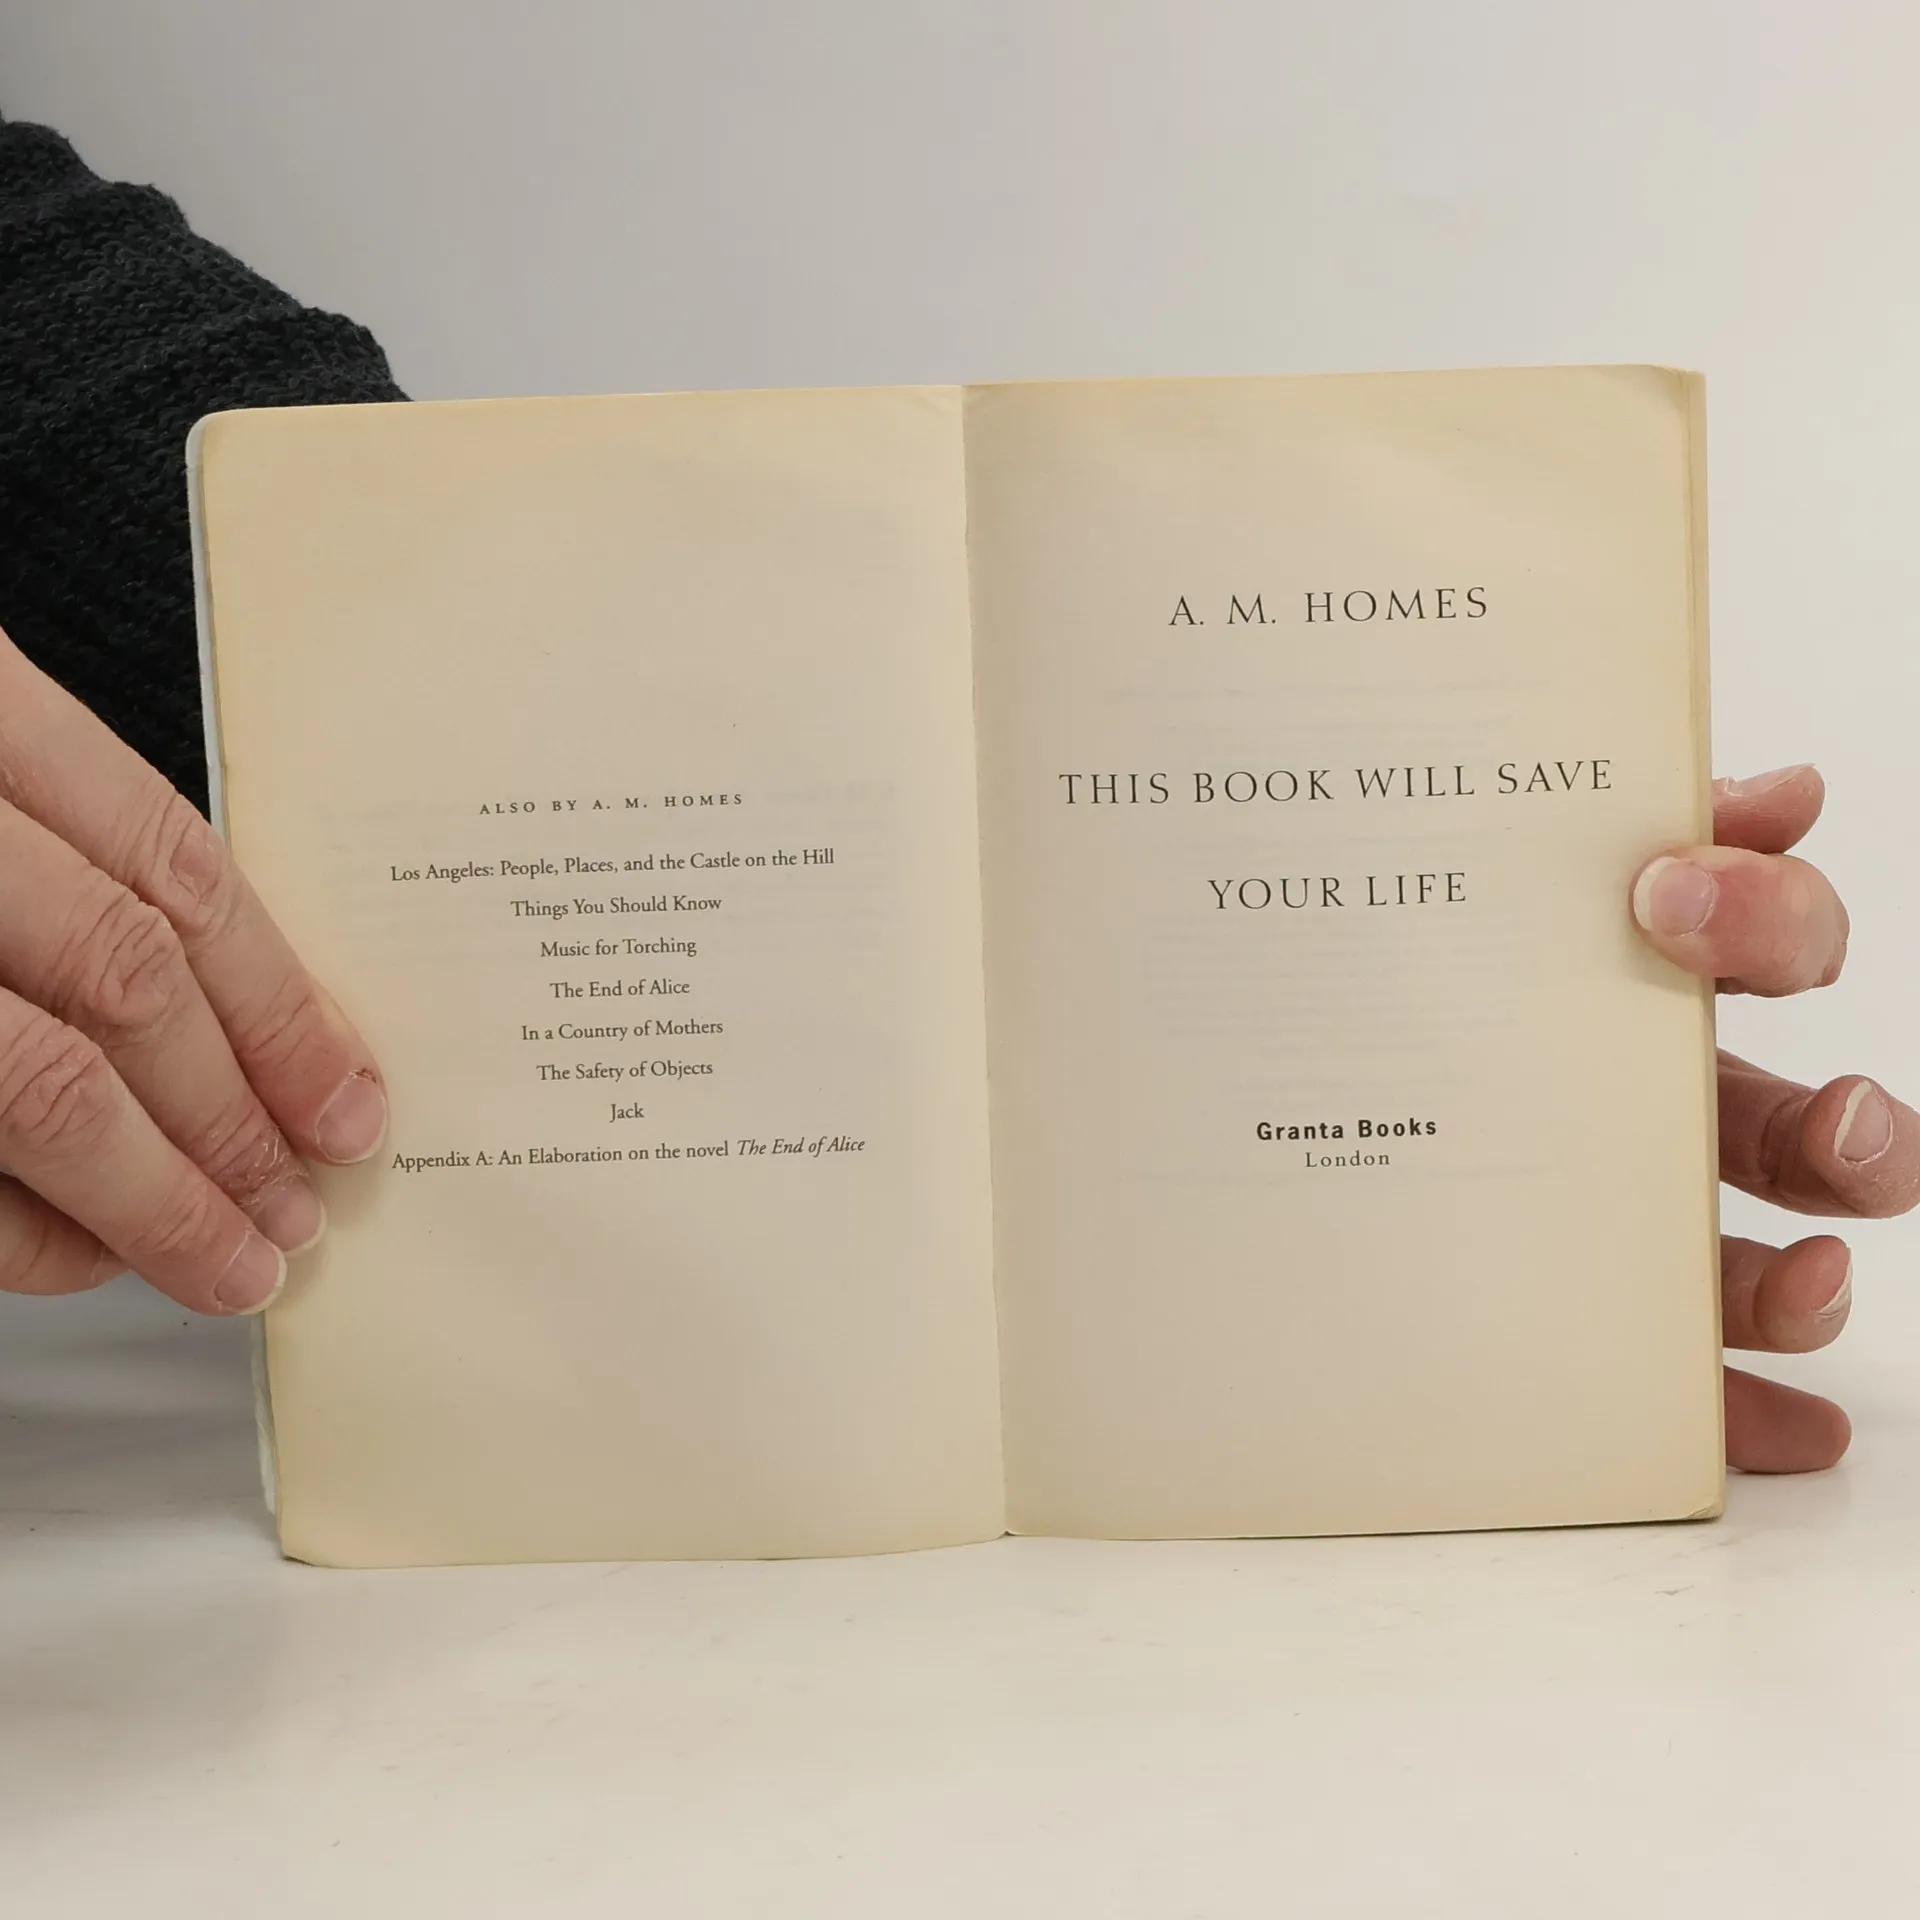 ALSO BY A. M. HOMES
Los Angeles: People, Places, and the Castle on the Hill
Things You Should Know
Music for Torching
The End of Alice
In a Country of Mothers
The Safety of Objects
Jack
Appendix A: An Elaboration on the novel The End of Alice
A. M. HOMES
THIS BOOK WILL SAVE
YOUR LIFE
Granta Books
London